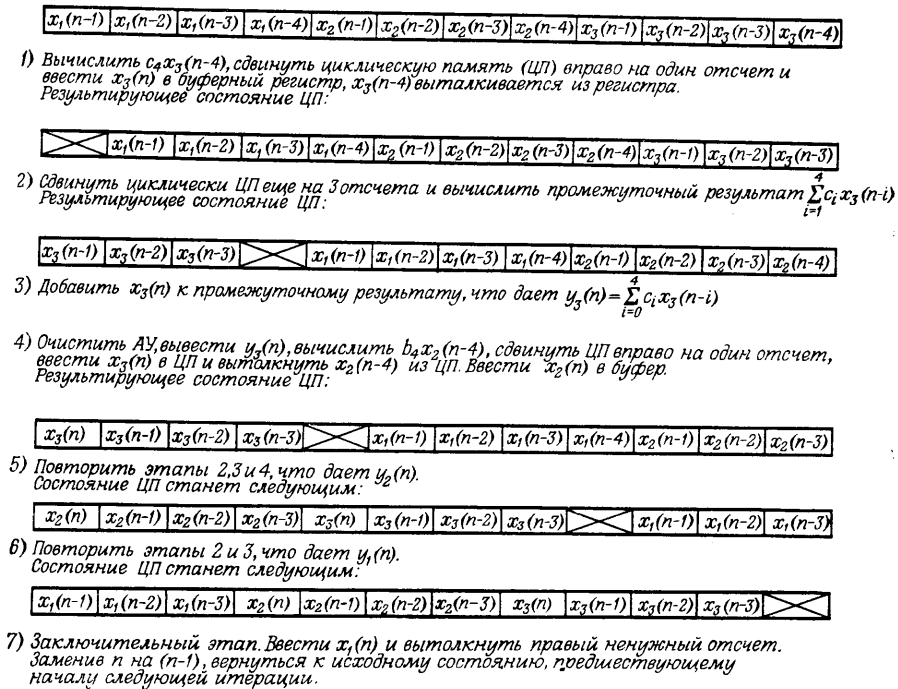 x₁(n-1) x₁(n-2) x₁(n-3) x₁(n-4) x₂(n-1) x₂(n-2) x₂(n-3) x₂(n-4) x₃(n-1) x₃(n-2) x₃(n-3) x₃(n-4)
1) Вычислить c₄x₃(n-4), сдвинуть циклическую память (ЦП) вправо на один отсчет и
ввести x₃(n) в буферный регистр, x₃(n-4) выталкивается из регистра.
Результирующее состояние ЦП:
x₁(n-1) x₁(n-2) x₁(n-3) x₁(n-4) x₂(n-1) x₂(n-2) x₂(n-3) x₂(n-4) x₃(n-1) x₃(n-2) x₃(n-3)
2) Сдвинуть циклически ЦП еще на 3 отсчета и вычислить промежуточный результат ∑⁴ᵢ₌₁ cᵢx₃(n-i)
Результирующее состояние ЦП:
x₃(n-1) x₃(n-2) x₃(n-3) x₁(n-1) x₁(n-2) x₁(n-3) x₁(n-4) x₂(n-1) x₂(n-2) x₂(n-3) x₂(n-4)
3) Добавить x₃(n) к промежуточному результату, что дает y₃(n)=∑⁴ᵢ₌₀ cᵢx₃(n-i)
4) Очистить АУ, вывести y₃(n), вычислить b₄x₂(n-4), сдвинуть ЦП вправо на один отсчет,
ввести x₃(n) в ЦП и вытолкнуть x₂(n-4) из ЦП. Ввести x₂(n) в буфер.
Результирующее состояние ЦП:
x₃(n) x₃(n-1) x₃(n-2) x₃(n-3) x₁(n-1) x₁(n-2) x₁(n-3) x₁(n-4) x₂(n-1) x₂(n-2) x₂(n-3)
5) Повторить этапы 2,3 и 4, что дает y₂(n).
Состояние ЦП станет следующим:
x₂(n) x₂(n-1) x₂(n-2) x₂(n-3) x₃(n) x₃(n-1) x₃(n-2) x₃(n-3) x₁(n-1) x₁(n-2) x₁(n-3)
6) Повторить этапы 2 и 3, что дает y₁(n).
Состояние ЦП станет следующим:
x₁(n-1) x₁(n-2) x₁(n-3) x₂(n) x₂(n-1) x₂(n-2) x₂(n-3) x₃(n) x₃(n-1) x₃(n-2) x₃(n-3)
7) Заключительный этап. Ввести x₁(n) и вытолкнуть правый ненужный отсчет.
Заменив n на (n-1), вернуться к исходному состоянию, предшествующему
началу следующей итерации.